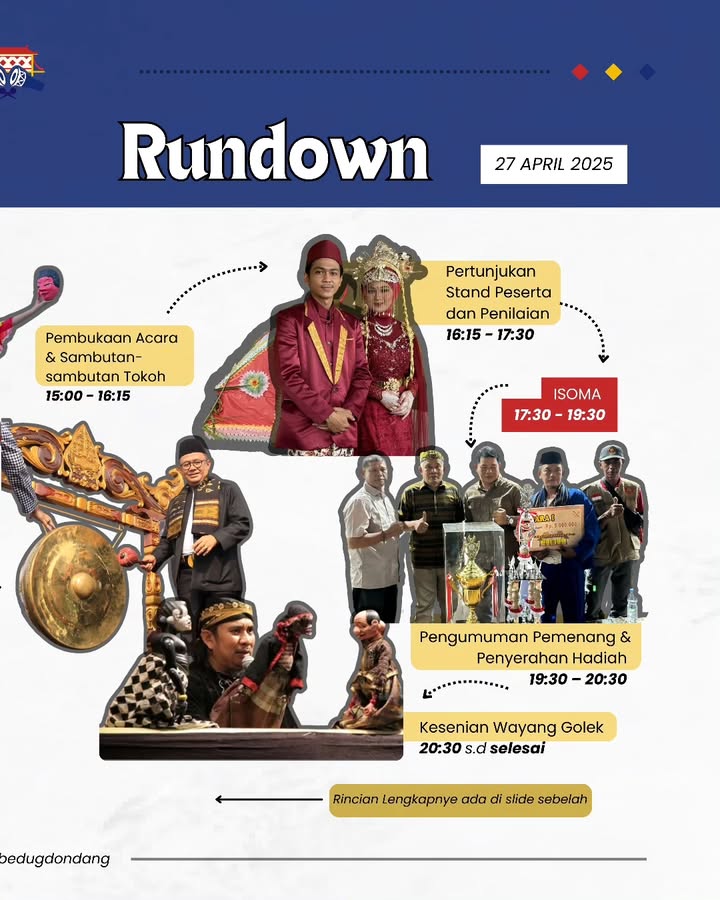 Rundown
27 APRIL 2025
Pembukaan Acara
& Sambutan-
sambutan Tokoh
15:00 - 16:15
Pertunjukan
Stand Peserta
dan Penilaian
16:15 - 17:30
ISOMA
17:30 - 19:30
Pengumuman Pemenang &
Penyerahan Hadiah
19:30 – 20:30
Kesenian Wayang Golek
20:30 s.d selesai
Rincian Lengkapnya ada di slide sebelah
bedugdondang